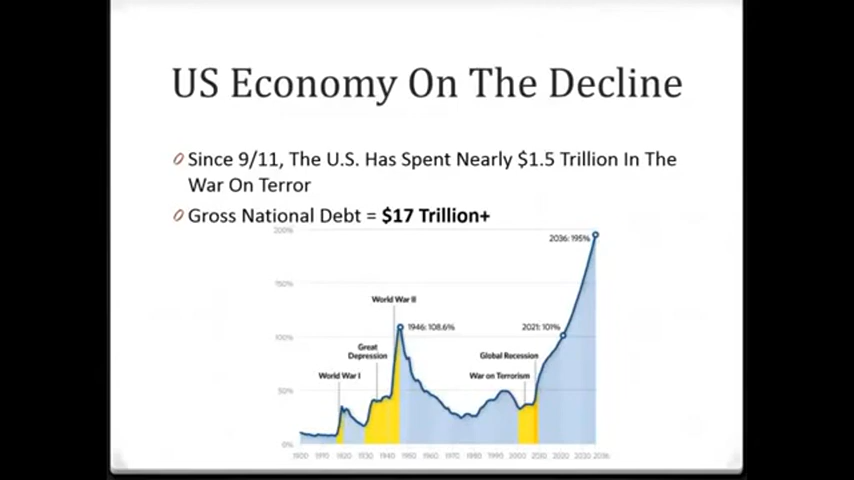 US Economy On The Decline
Since 9/11, The U.S. Has Spent Nearly $1.5 Trillion In The
War On Terror
Gross National Debt = $17 Trillion+
200%
2036: 195%
150%
World War II
1946: 108.6%
2021: 101%
100%
Great
Depression
Global Recession
World War I
War on Terrorism
50%
0%
1900 1910 1920 1930 1940 1950 1960 1970 1980 1990 2000 2010 2020 2030 2036